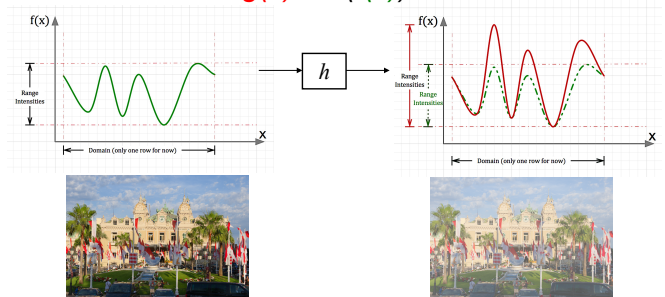 f(x)
Range
Intensities
x
Domain (only one row for now)
h
f(x)
Range
Intensities
Range
Intensities
x
Domain (only one row for now)